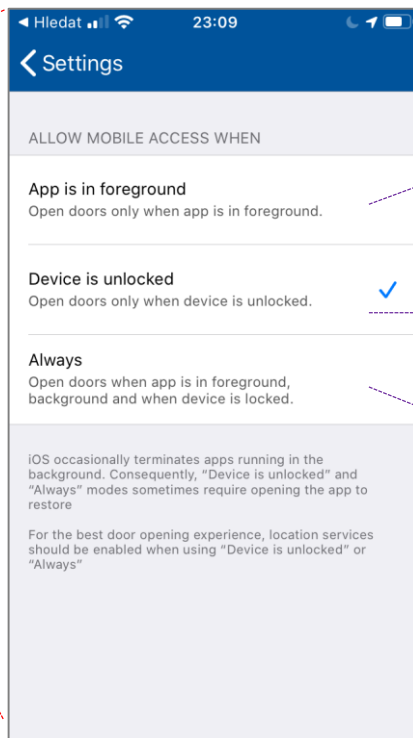 Hledat 23:09
Settings
ALLOW MOBILE ACCESS WHEN
App is in foreground
Open doors only when app is in foreground.
Device is unlocked
Open doors only when device is unlocked.
Always
Open doors when app is in foreground,
background and when device is locked.
iOS occasionally terminates apps running in the
background. Consequently, “Device is unlocked” and
“Always” modes sometimes require opening the app to
restore
For the best door opening experience, location services
should be enabled when using “Device is unlocked” or
“Always”